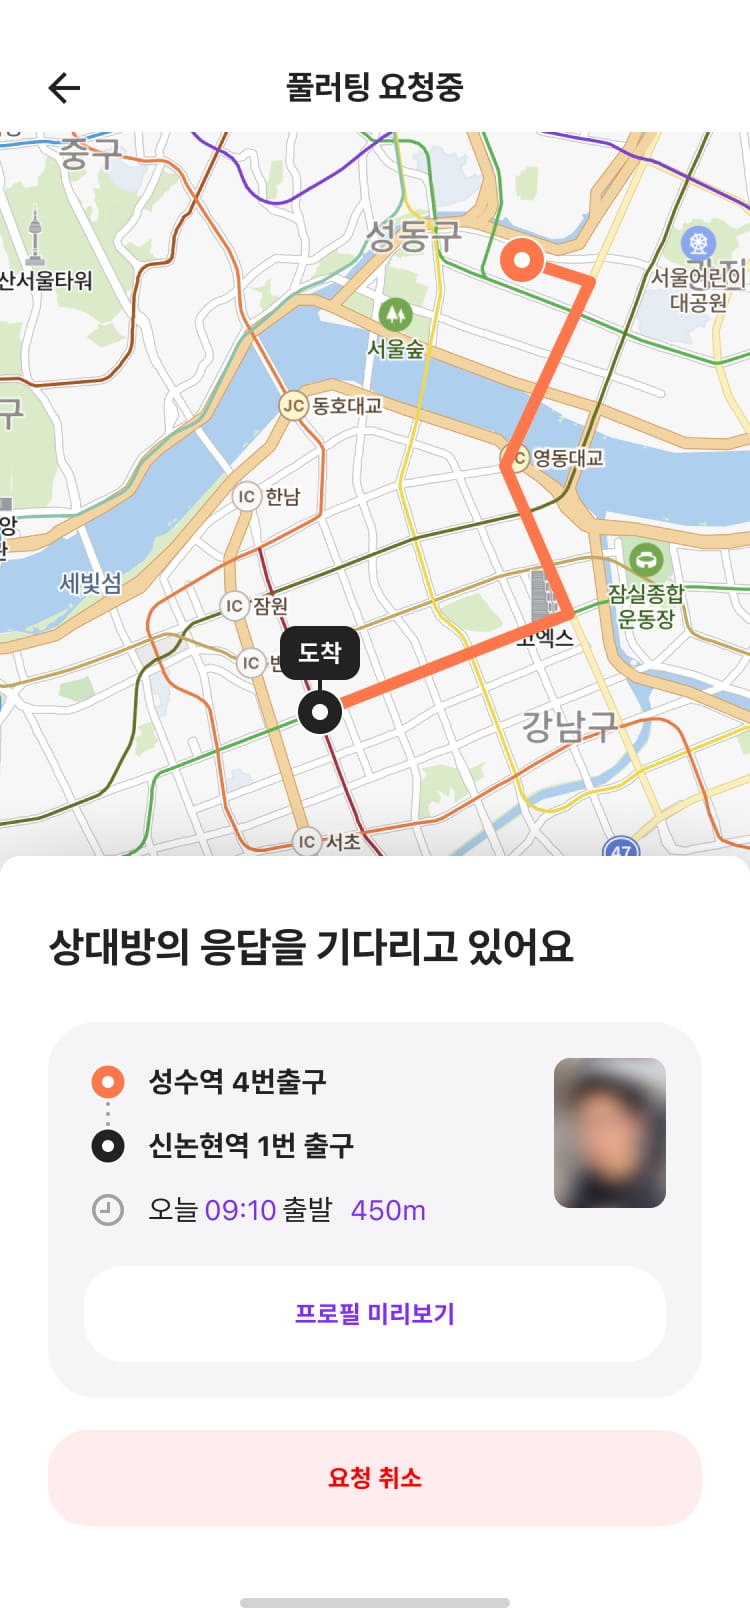 풀러팅 요청중
중구
성동구
산서울타워
서울어린이
대공원
서울숲
구
JC 동호대교
영동대교
IC 한남
앙
관
세빛섬
잠실종합
운동장
IC 잠원
코엑스
IC
도착
강남구
IC 서초
47
상대방의 응답을 기다리고 있어요
성수역 4번출구
신논현역 1번 출구
오늘 09:10 출발 450m
프로필 미리보기
요청 취소